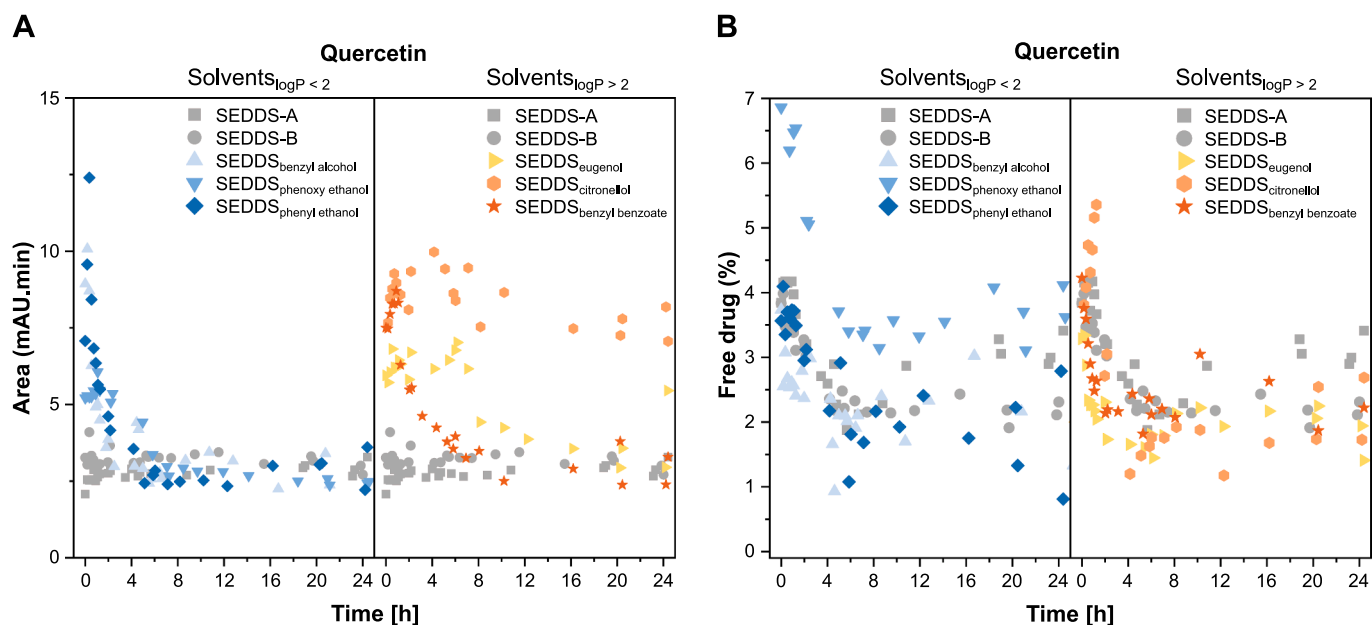 A
Quercetin
Solvents logP < 2
Solvents logP > 2
15
10
5
0
Area (mAU.min)
SEDDS-A
SEDDS-B
SEDDS benzyl alcohol
SEDDS phenoxy ethanol
SEDDS phenyl ethanol
SEDDS-A
SEDDS-B
SEDDS eugenol
SEDDS citronellol
SEDDS benzyl benzoate
0 4 8 12 16 20 24 0 4 8 12 16 20 24
Time [h] Time [h]
B
Quercetin
Solvents logP < 2
Solvents logP > 2
7
6
5
4
3
2
1
0
Free drug (%)
SEDDS-A
SEDDS-B
SEDDS benzyl alcohol
SEDDS phenoxy ethanol
SEDDS phenyl ethanol
SEDDS-A
SEDDS-B
SEDDS eugenol
SEDDS citronellol
SEDDS benzyl benzoate
0 4 8 12 16 20 24 0 4 8 12 16 20 24
Time [h] Time [h]